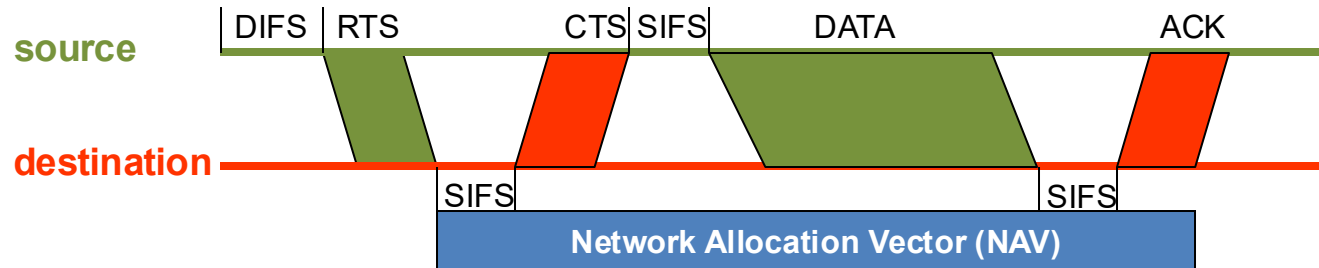 DIFS RTS CTS SIFS DATA ACK
source
destination
SIFS SIFS
Network Allocation Vector (NAV)